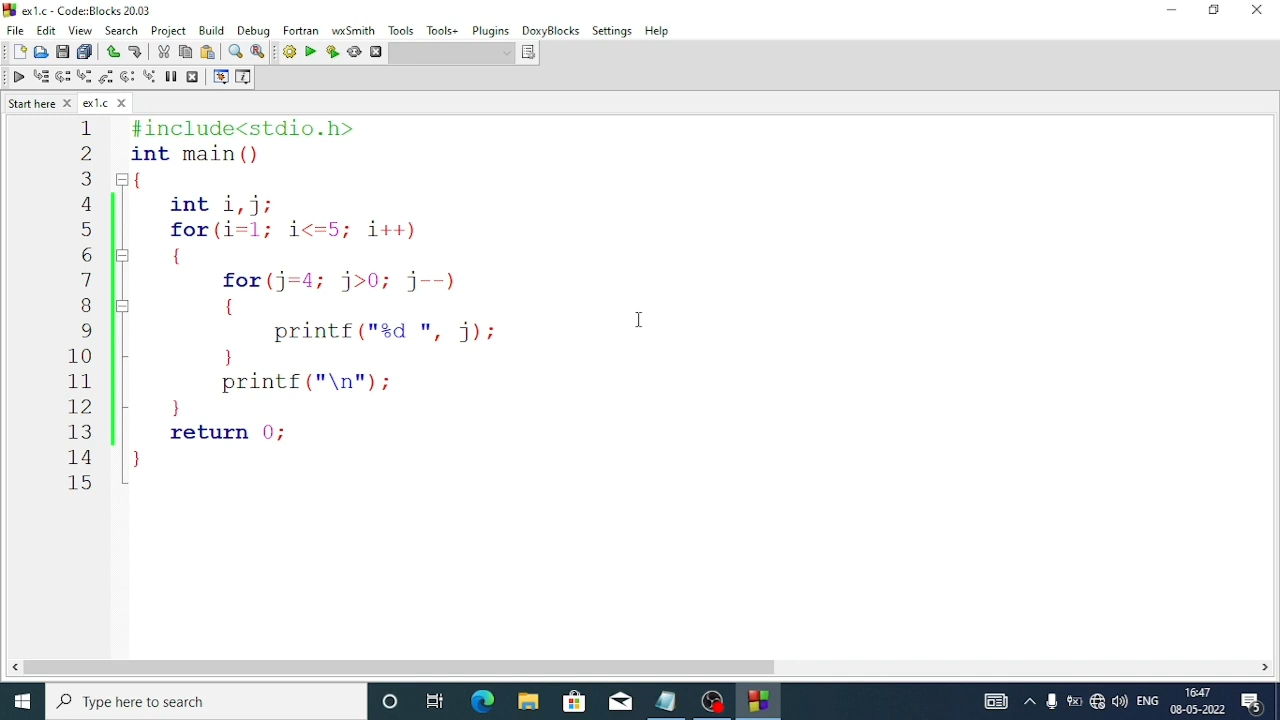 ex1.c - Code::Blocks 20.03
File Edit View Search Project Build Debug Fortran wxSmith Tools Tools+ Plugins DoxyBlocks Settings Help
Start here ex1.c
1 #include<stdio.h>
2 int main()
3 {
4 int i,j;
5 for(i=1; i<=5; i++)
6 {
7 for(j=4; j>0; j--)
8 {
9 printf("%d ", j);
10 }
11 printf("\n");
12 }
13 return 0;
14 }
15
Type here to search
ENG
16:47
08-05-2022
5